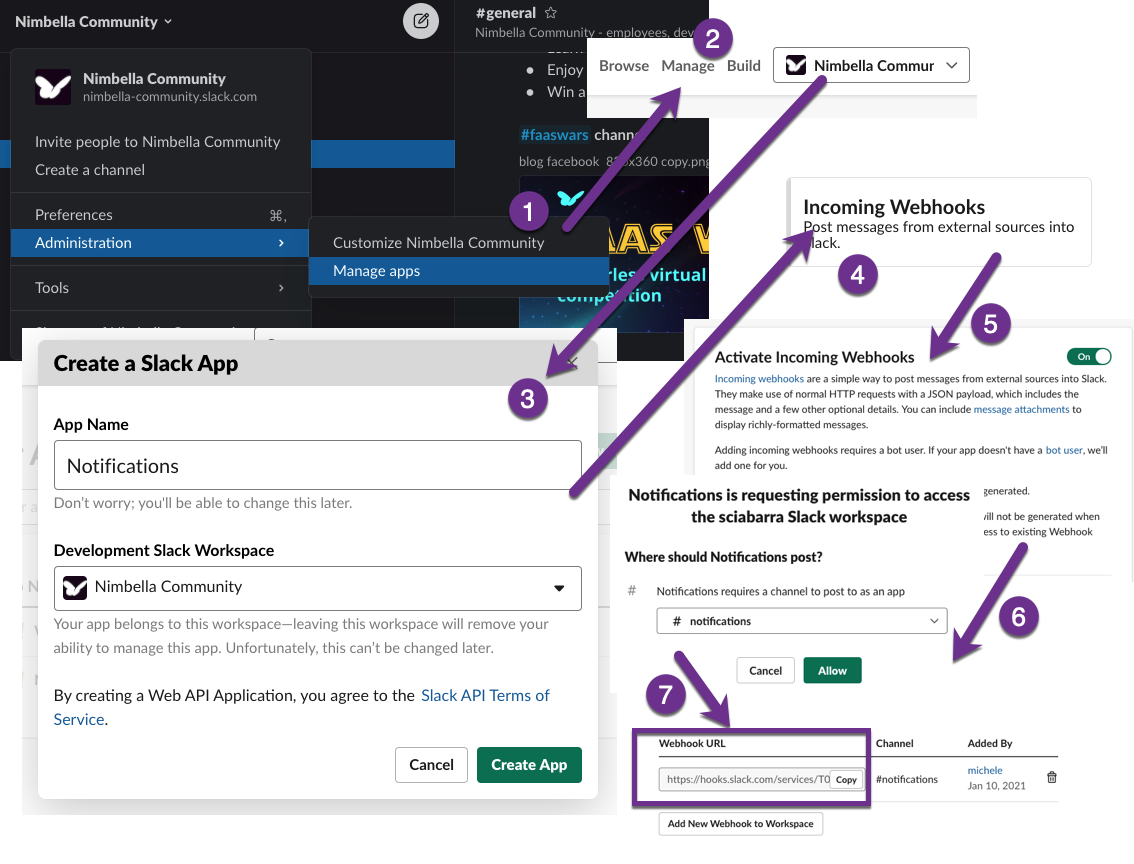 Nimbella Community
Nimbella Community
nimbella-community.slack.com
Invite people to Nimbella Community
Create a channel
Preferences
⌘,
Administration
Tools
Customize Nimbella Community
Manage apps
#general
Nimbella Community - employees, dev
Enjoy
Win a
#faaswars chann
blog facebook
copy.png
virtual
competition
1
2
Browse Manage Build
Nimbella Commur
3
Create a Slack App
App Name
Notifications
Don't worry; you'll be able to change this later.
Development Slack Workspace
Nimbella Community
Your app belongs to this workspace—leaving this workspace will remove your
ability to manage this app. Unfortunately, this can't be changed later.
By creating a Web API Application, you agree to the Slack API Terms of
Service.
Cancel
Create App
Incoming Webhooks
Post messages from external sources into
Slack.
4
5
Activate Incoming Webhooks
On
Incoming webhooks are a simple way to post messages from external sources into Slack.
They make use of normal HTTP requests with a JSON payload, which includes the
message and a few other optional details. You can include message attachments to
display richly-formatted messages.
Adding incoming webhooks requires a bot user. If your app doesn't have a bot user, we'll
add one for you.
generated.
will not be generated when
ess to existing Webhook
Notifications is requesting permission to access
the sciabarra Slack workspace
Where should Notifications post?
# Notifications requires a channel to post to as an app
# notifications
Cancel
Allow
6
7
Webhook URL
Channel
Added By
https://hooks.slack.com/services/T0
Copy
#notifications
michele
Jan 10, 2021
Add New Webhook to Workspace